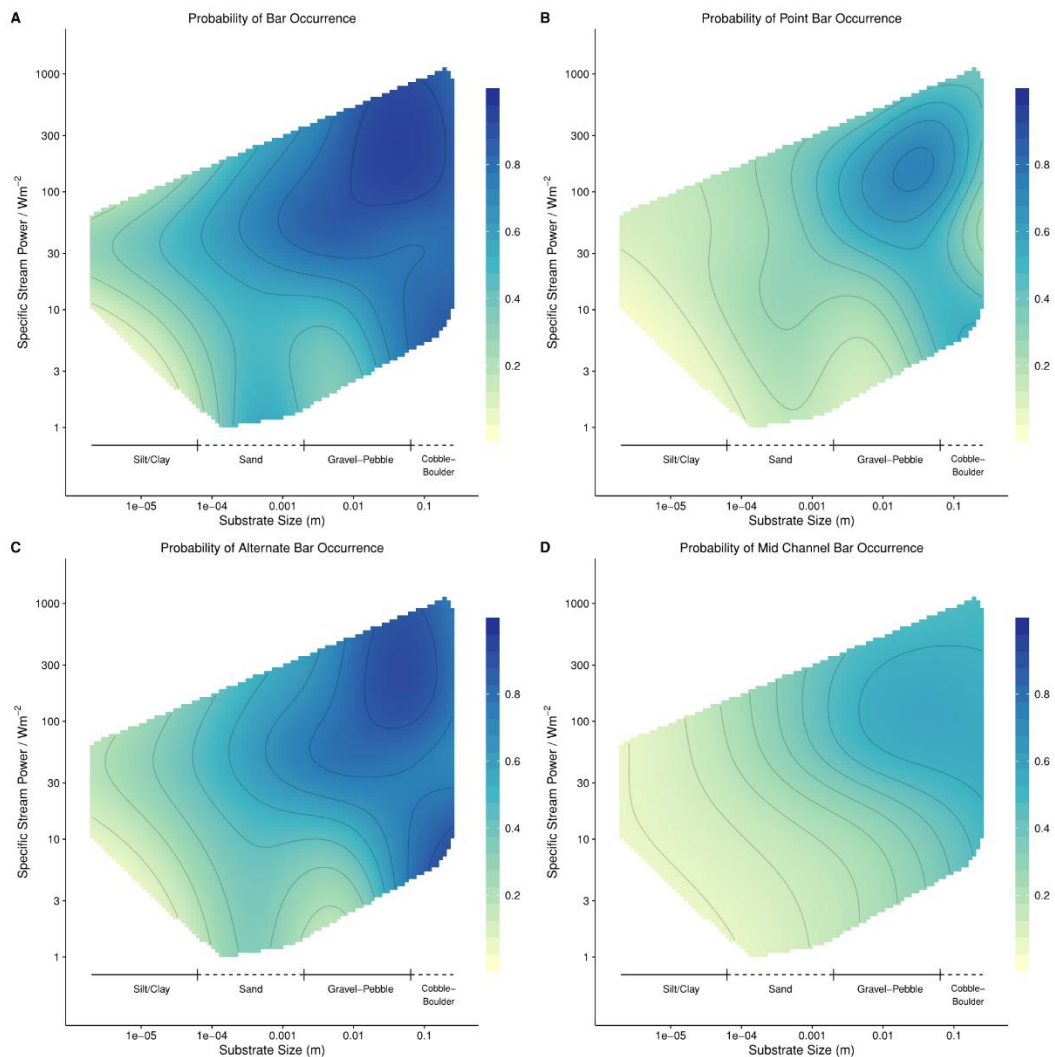 A
Probability of Bar Occurrence
Specific Stream Power / Wm⁻²
1000
300
100
30
10
3
1
0.8
0.6
0.4
0.2
Silt/Clay
Sand
Gravel−Pebble
Cobble−
Boulder
1e−05
1e−04
0.001
0.01
0.1
Substrate Size (m)
B
Probability of Point Bar Occurrence
Specific Stream Power / Wm⁻²
1000
300
100
30
10
3
1
0.8
0.6
0.4
0.2
Silt/Clay
Sand
Gravel−Pebble
Cobble−
Boulder
1e−05
1e−04
0.001
0.01
0.1
Substrate Size (m)
C
Probability of Alternate Bar Occurrence
Specific Stream Power / Wm⁻²
1000
300
100
30
10
3
1
0.8
0.6
0.4
0.2
Silt/Clay
Sand
Gravel−Pebble
Cobble−
Boulder
1e−05
1e−04
0.001
0.01
0.1
Substrate Size (m)
D
Probability of Mid Channel Bar Occurrence
Specific Stream Power / Wm⁻²
1000
300
100
30
10
3
1
0.8
0.6
0.4
0.2
Silt/Clay
Sand
Gravel−Pebble
Cobble−
Boulder
1e−05
1e−04
0.001
0.01
0.1
Substrate Size (m)